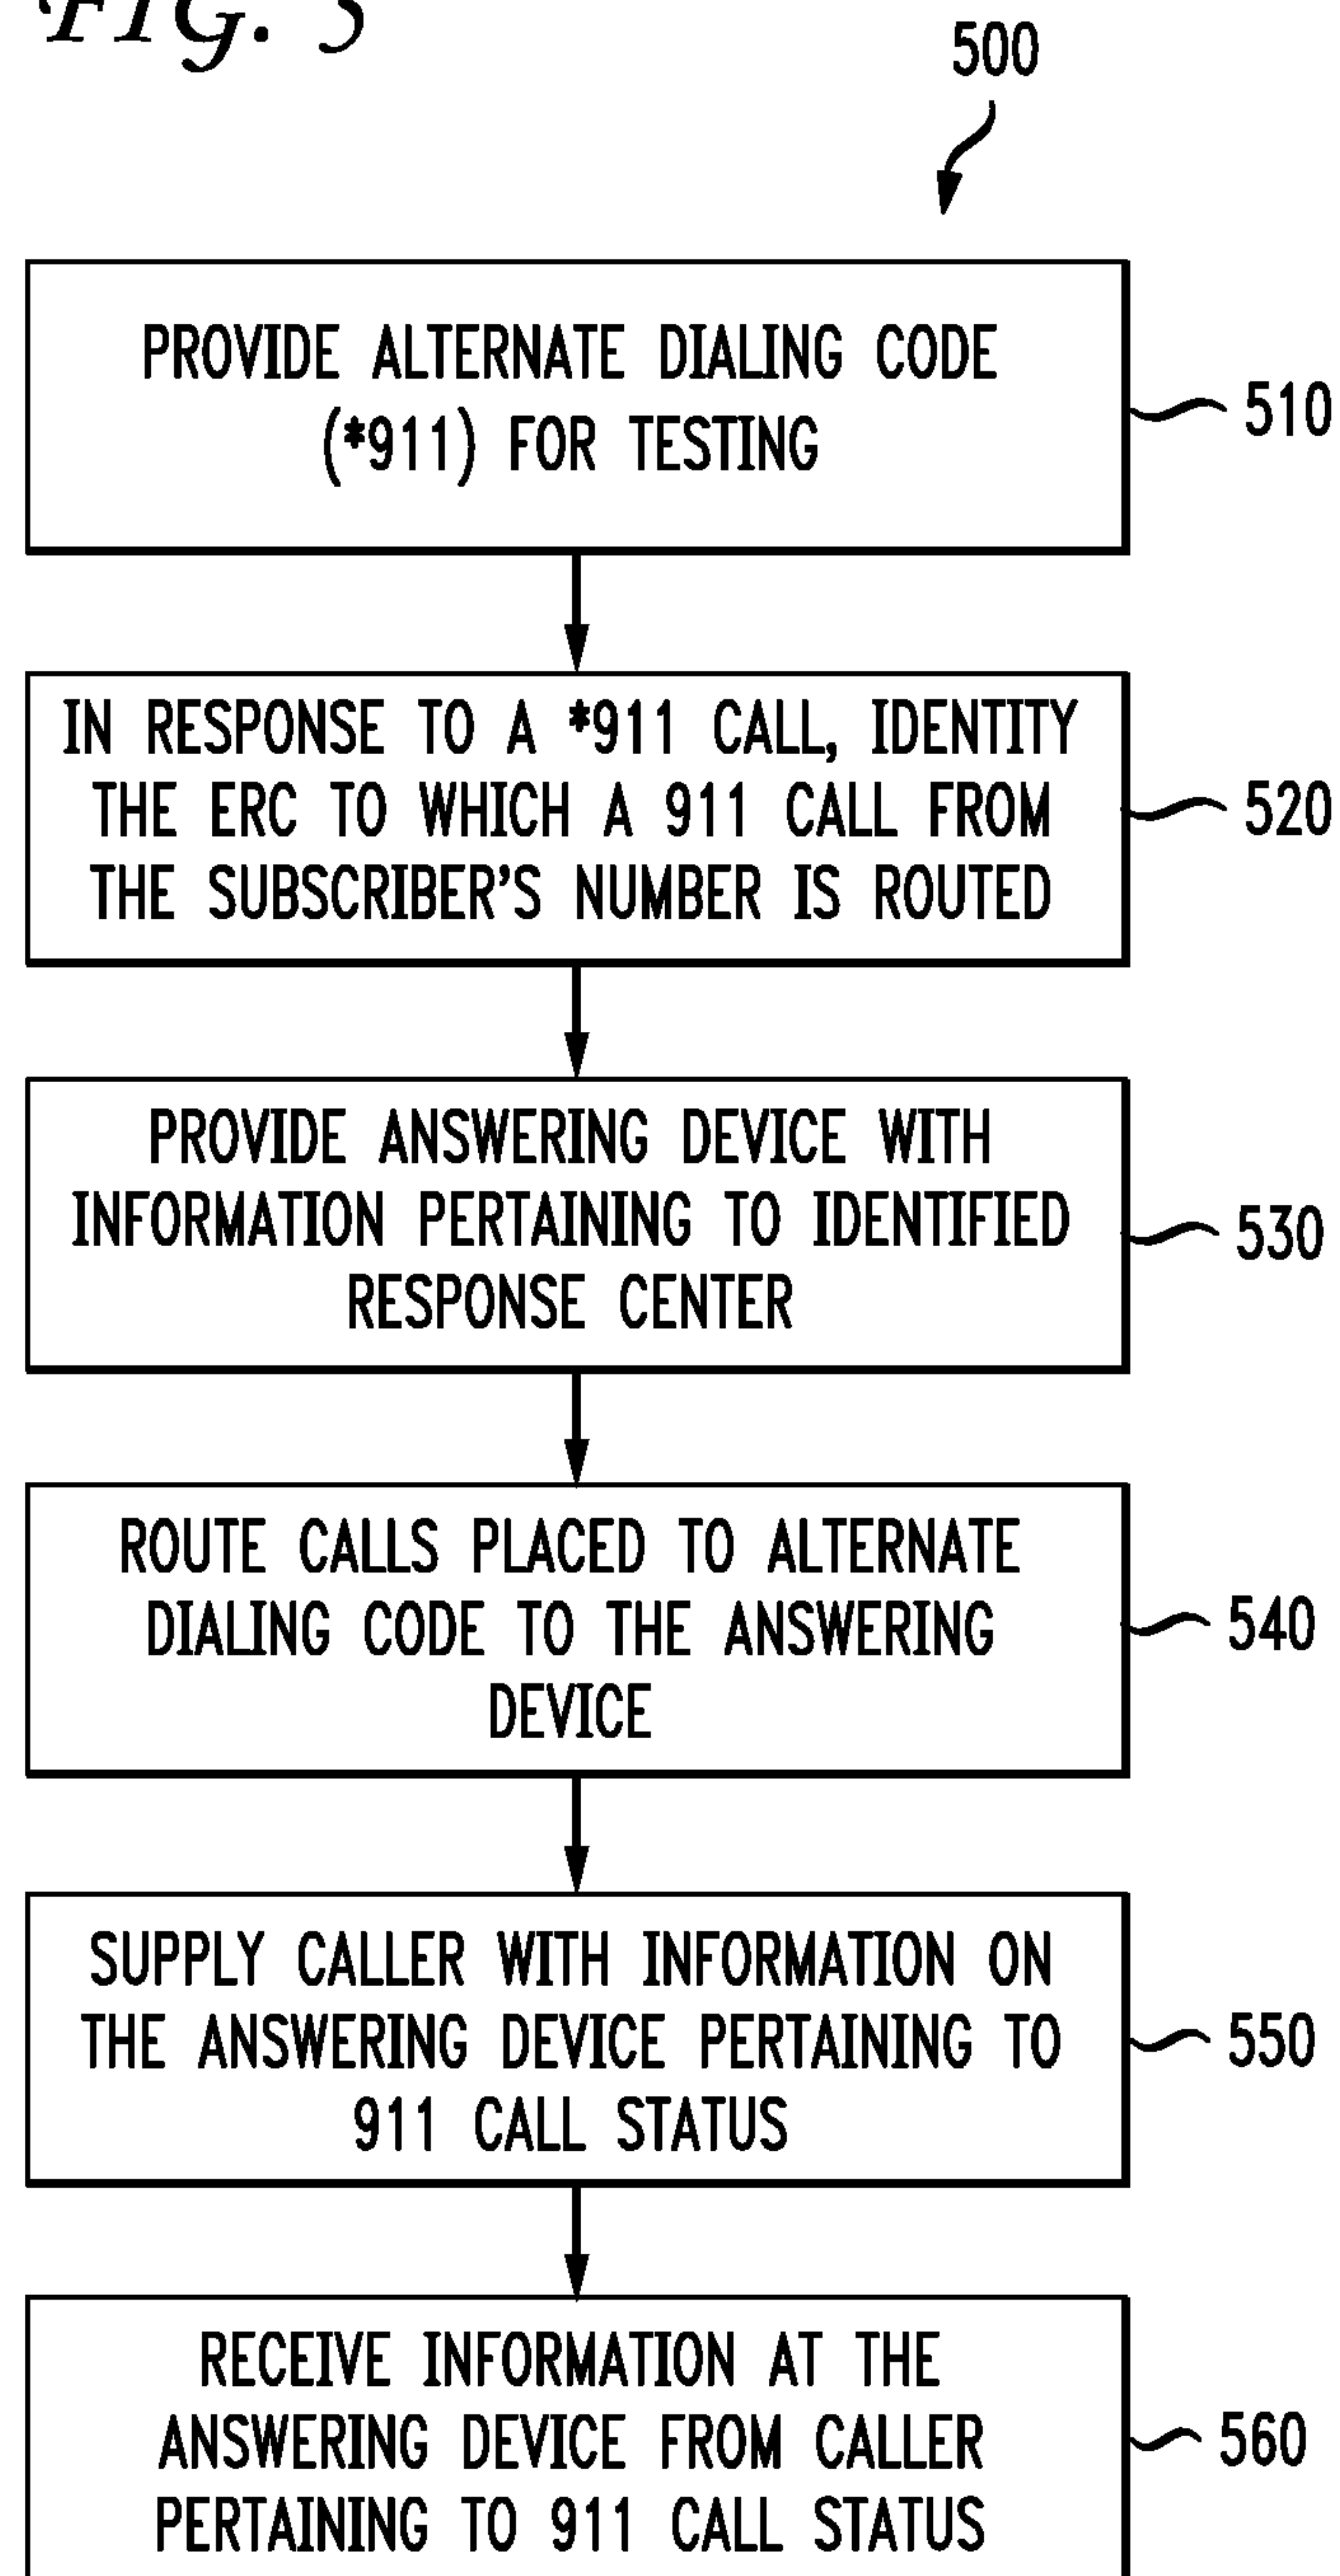 FIG. 5
500
PROVIDE ALTERNATE DIALING CODE
(*911) FOR TESTING
510
IN RESPONSE TO A *911 CALL, IDENTITY
THE ERC TO WHICH A 911 CALL FROM
THE SUBSCRIBER'S NUMBER IS ROUTED
520
PROVIDE ANSWERING DEVICE WITH
INFORMATION PERTAINING TO IDENTIFIED
RESPONSE CENTER
530
ROUTE CALLS PLACED TO ALTERNATE
DIALING CODE TO THE ANSWERING
DEVICE
540
SUPPLY CALLER WITH INFORMATION ON
THE ANSWERING DEVICE PERTAINING TO
911 CALL STATUS
550
RECEIVE INFORMATION AT THE
ANSWERING DEVICE FROM CALLER
PERTAINING TO 911 CALL STATUS
560